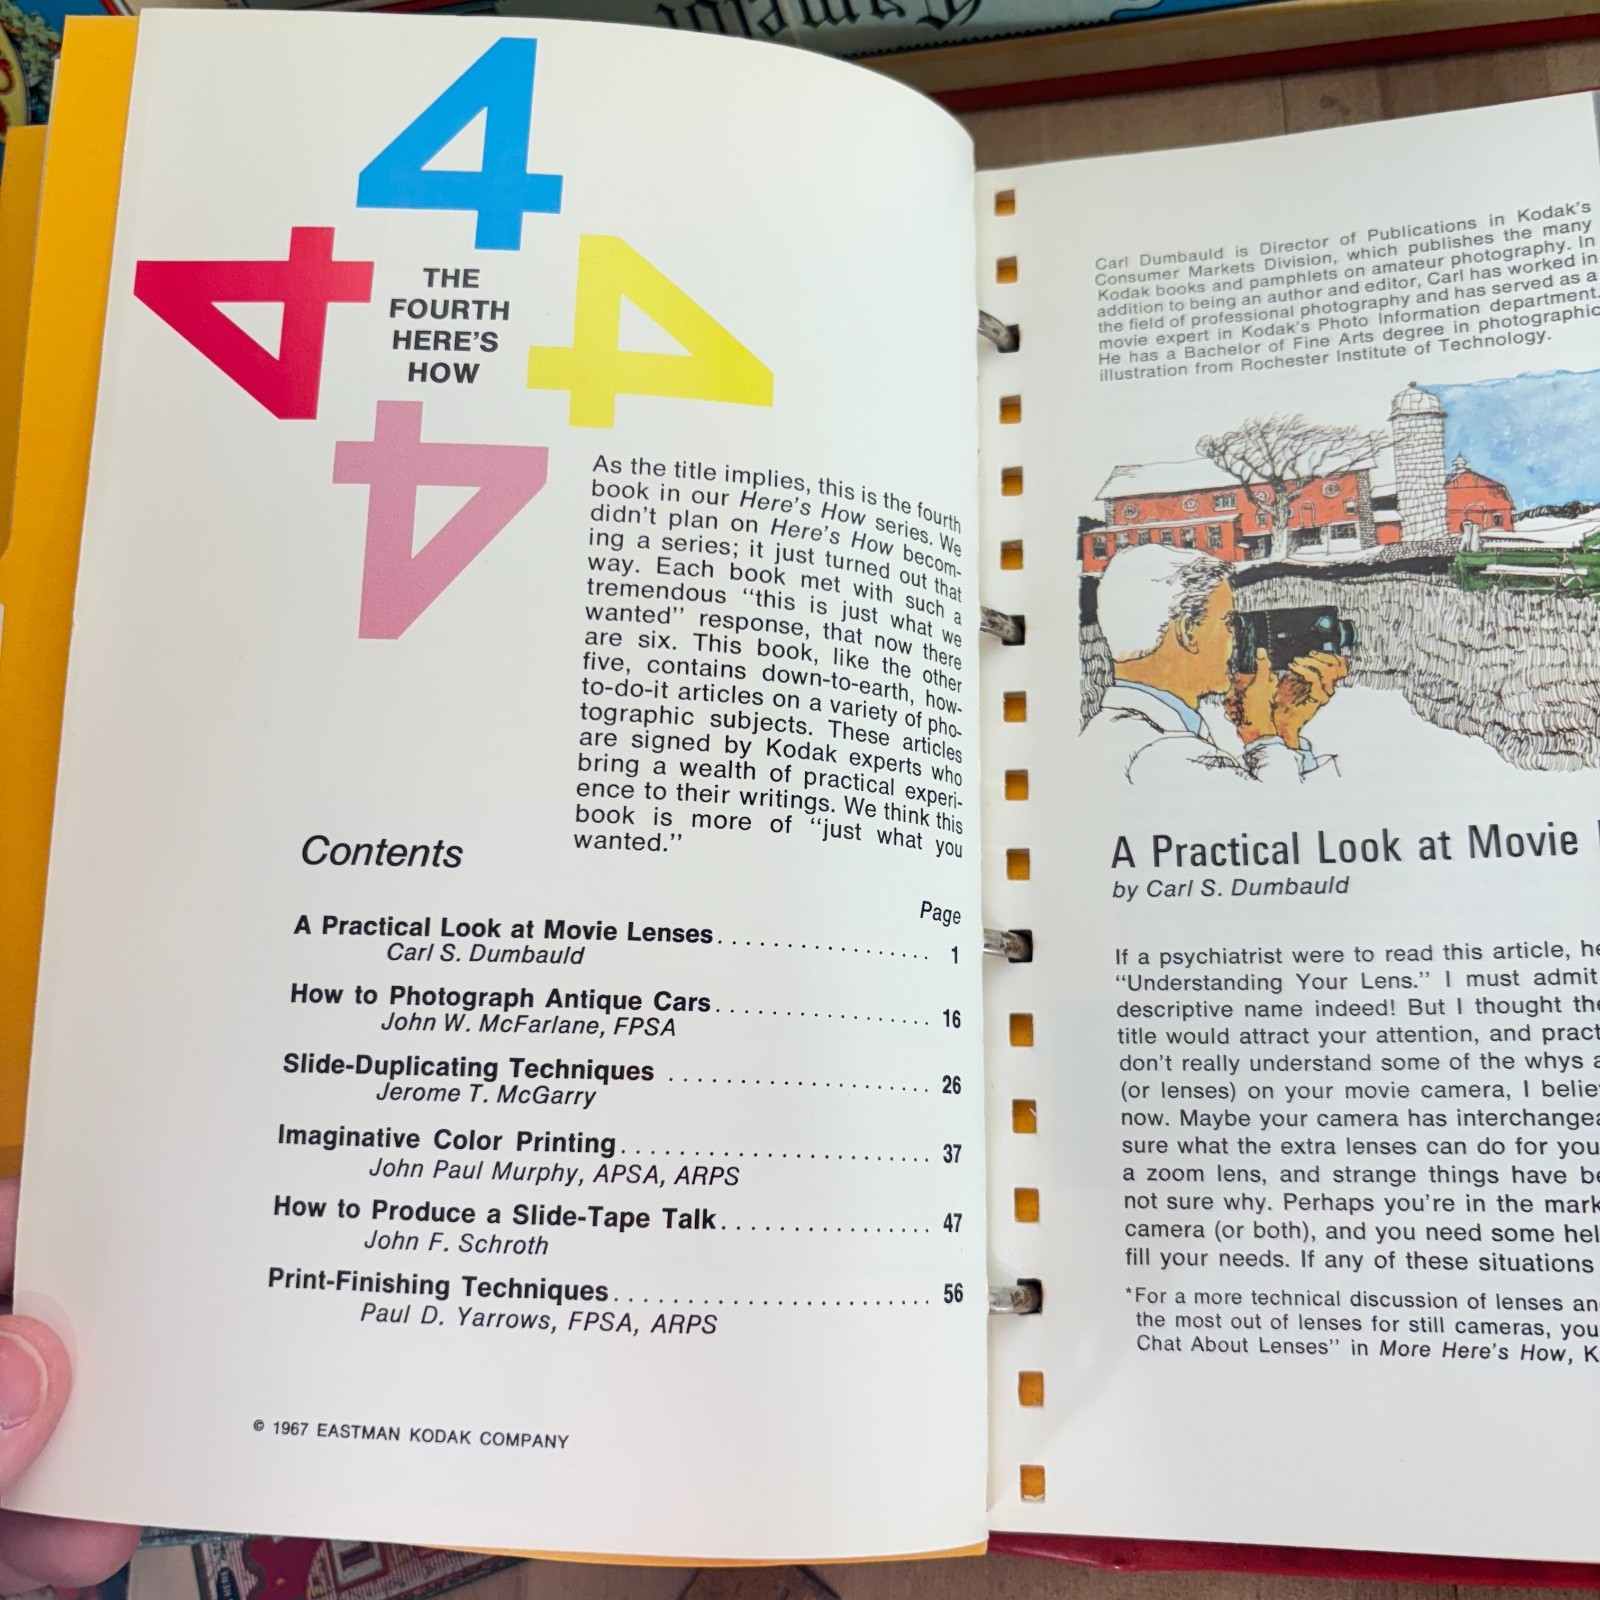 4
4
4
4
THE
FOURTH
HERE'S
HOW
As the title implies, this is the fourth
book in our Here's How series. We
didn't plan on Here's How becom-
ing a series; it just turned out that
way. Each book met with such a
tremendous "this is just what we
wanted" response, that now there
are six. This book, like the other
five, contains down-to-earth, how-
to-do-it articles on a variety of pho-
tographic subjects. These articles
are signed by Kodak experts who
bring a wealth of practical experi-
ence to their writings. We think this
book is more of "just what you
wanted."
Contents
Page
A Practical Look at Movie Lenses................ 1
Carl S. Dumbauld
How to Photograph Antique Cars................. 16
John W. McFarlane, FPSA
Slide-Duplicating Techniques .................... 26
Jerome T. McGarry
Imaginative Color Printing........................ 37
John Paul Murphy, APSA, ARPS
How to Produce a Slide-Tape Talk................ 47
John F. Schroth
Print-Finishing Techniques........................ 56
Paul D. Yarrows, FPSA, ARPS
© 1967 EASTMAN KODAK COMPANY
Carl Dumbauld is Director of Publications in Kodak's
Consumer Markets Division, which publishes the many
Kodak books and pamphlets on amateur photography. In
addition to being an author and editor, Carl has worked in
the field of professional photography and has served as a
movie expert in Kodak's Photo Information department.
He has a Bachelor of Fine Arts degree in photographic
illustration from Rochester Institute of Technology.
A Practical Look at Movie
by Carl S. Dumbauld
If a psychiatrist were to read this article, he
"Understanding Your Lens." I must admit
descriptive name indeed! But I thought the
title would attract your attention, and pract
don't really understand some of the whys a
(or lenses) on your movie camera, I belie
now. Maybe your camera has interchangea
sure what the extra lenses can do for you
a zoom lens, and strange things have be
not sure why. Perhaps you're in the mark
camera (or both), and you need some hel
fill your needs. If any of these situations
*For a more technical discussion of lenses an
the most out of lenses for still cameras, you
Chat About Lenses" in More Here's How, K